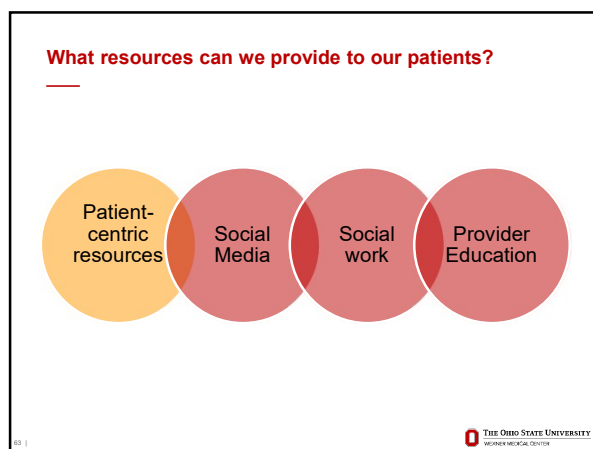 What resources can we provide to our patients?
Patient-
centric
resources
Social
Media
Social
work
Provider
Education
63 |
THE OHIO STATE UNIVERSITY
WEXNER MEDICAL CENTER